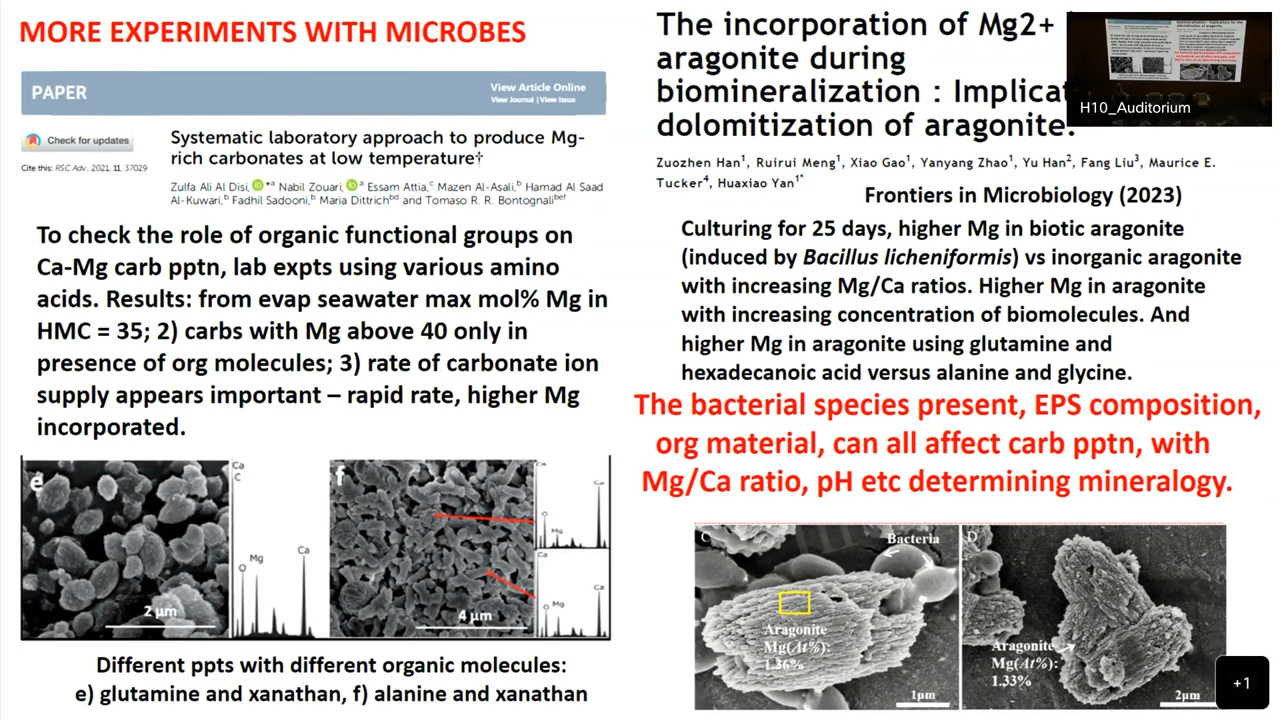 MORE EXPERIMENTS WITH MICROBES
PAPER
View Article Online
View Journal | View Issue
Check for updates
Cite this: RSC Adv., 2021, 11, 37029
Systematic laboratory approach to produce Mg-
rich carbonates at low temperature†
Zulfa Ali Al Disi, *a Nabil Zouari, a Essam Attia,c Mazen Al-Asali,b Hamad Al Saad
Al-Kuwari,b Fadhil Sadooni,b Maria Dittrichbd and Tomaso R. R. Bontognalibef
To check the role of organic functional groups on
Ca-Mg carb pptn, lab expts using various amino
acids. Results: from evap seawater max mol% Mg in
HMC = 35; 2) carbs with Mg above 40 only in
presence of org molecules; 3) rate of carbonate ion
supply appears important – rapid rate, higher Mg
incorporated.
e
2 µm
Ca
C
O
Mg
Ca
f
4 µm
O
Mg
Ca
Ca
O
Mg
Ca
Different ppts with different organic molecules:
e) glutamine and xanathan, f) alanine and xanathan
The incorporation of Mg2+
aragonite during
biomineralization : Implicat
dolomitization of aragonite.
Zuozhen Han1, Ruirui Meng1, Xiao Gao1, Yanyang Zhao1, Yu Han2, Fang Liu3, Maurice E.
Tucker4, Huaxiao Yan1*
Frontiers in Microbiology (2023)
Culturing for 25 days, higher Mg in biotic aragonite
(induced by Bacillus licheniformis) vs inorganic aragonite
with increasing Mg/Ca ratios. Higher Mg in aragonite
with increasing concentration of biomolecules. And
higher Mg in aragonite using glutamine and
hexadecanoic acid versus alanine and glycine.
The bacterial species present, EPS composition,
org material, can all affect carb pptn, with
Mg/Ca ratio, pH etc determining mineralogy.
C
Bacteria
Aragonite
Mg(At%):
1.36%
1µm
D
Aragonite
Mg(At%):
1.33%
2µm
H10_Auditorium
+1